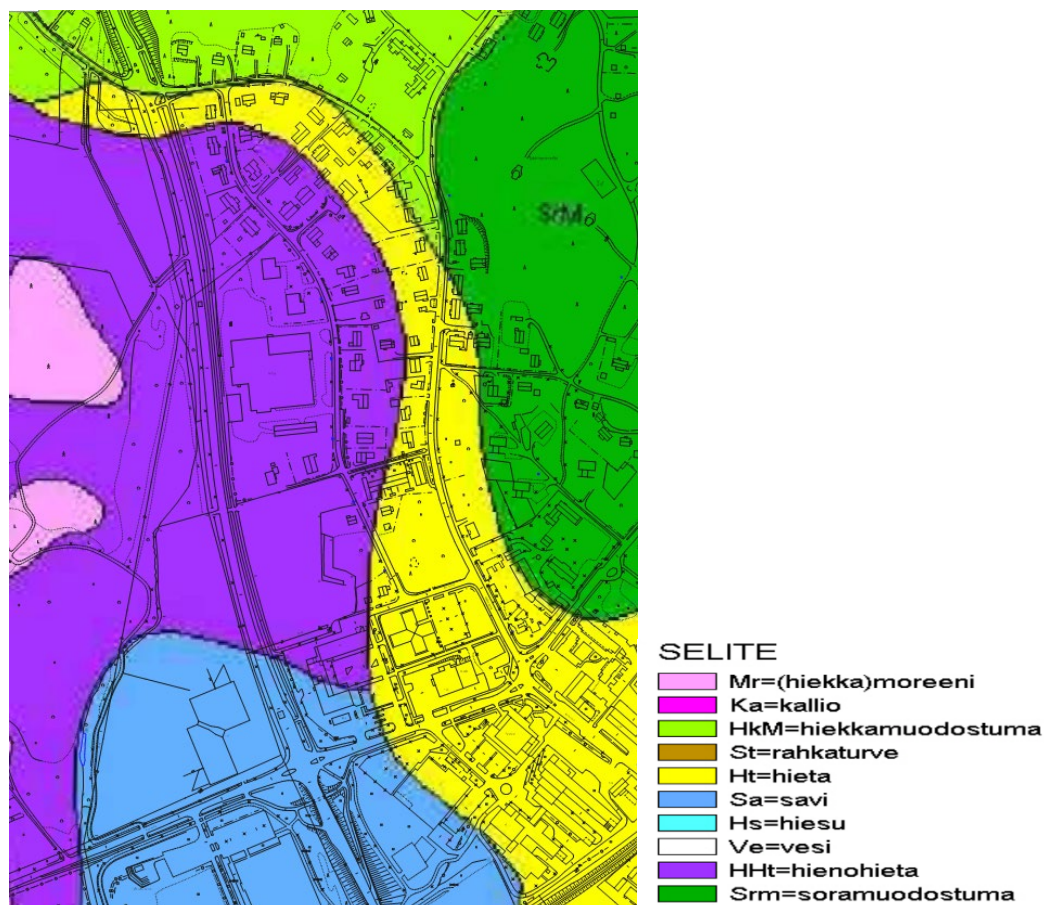 SrM
SELITE
Mr=(hiekka)moreeni
Ka=kallio
HkM=hiekkamuodostuma
St=rahkaturve
Ht=hieta
Sa=savi
Hs=hiesu
Ve=vesi
HHt=hienohieta
Srm=soramuodostuma